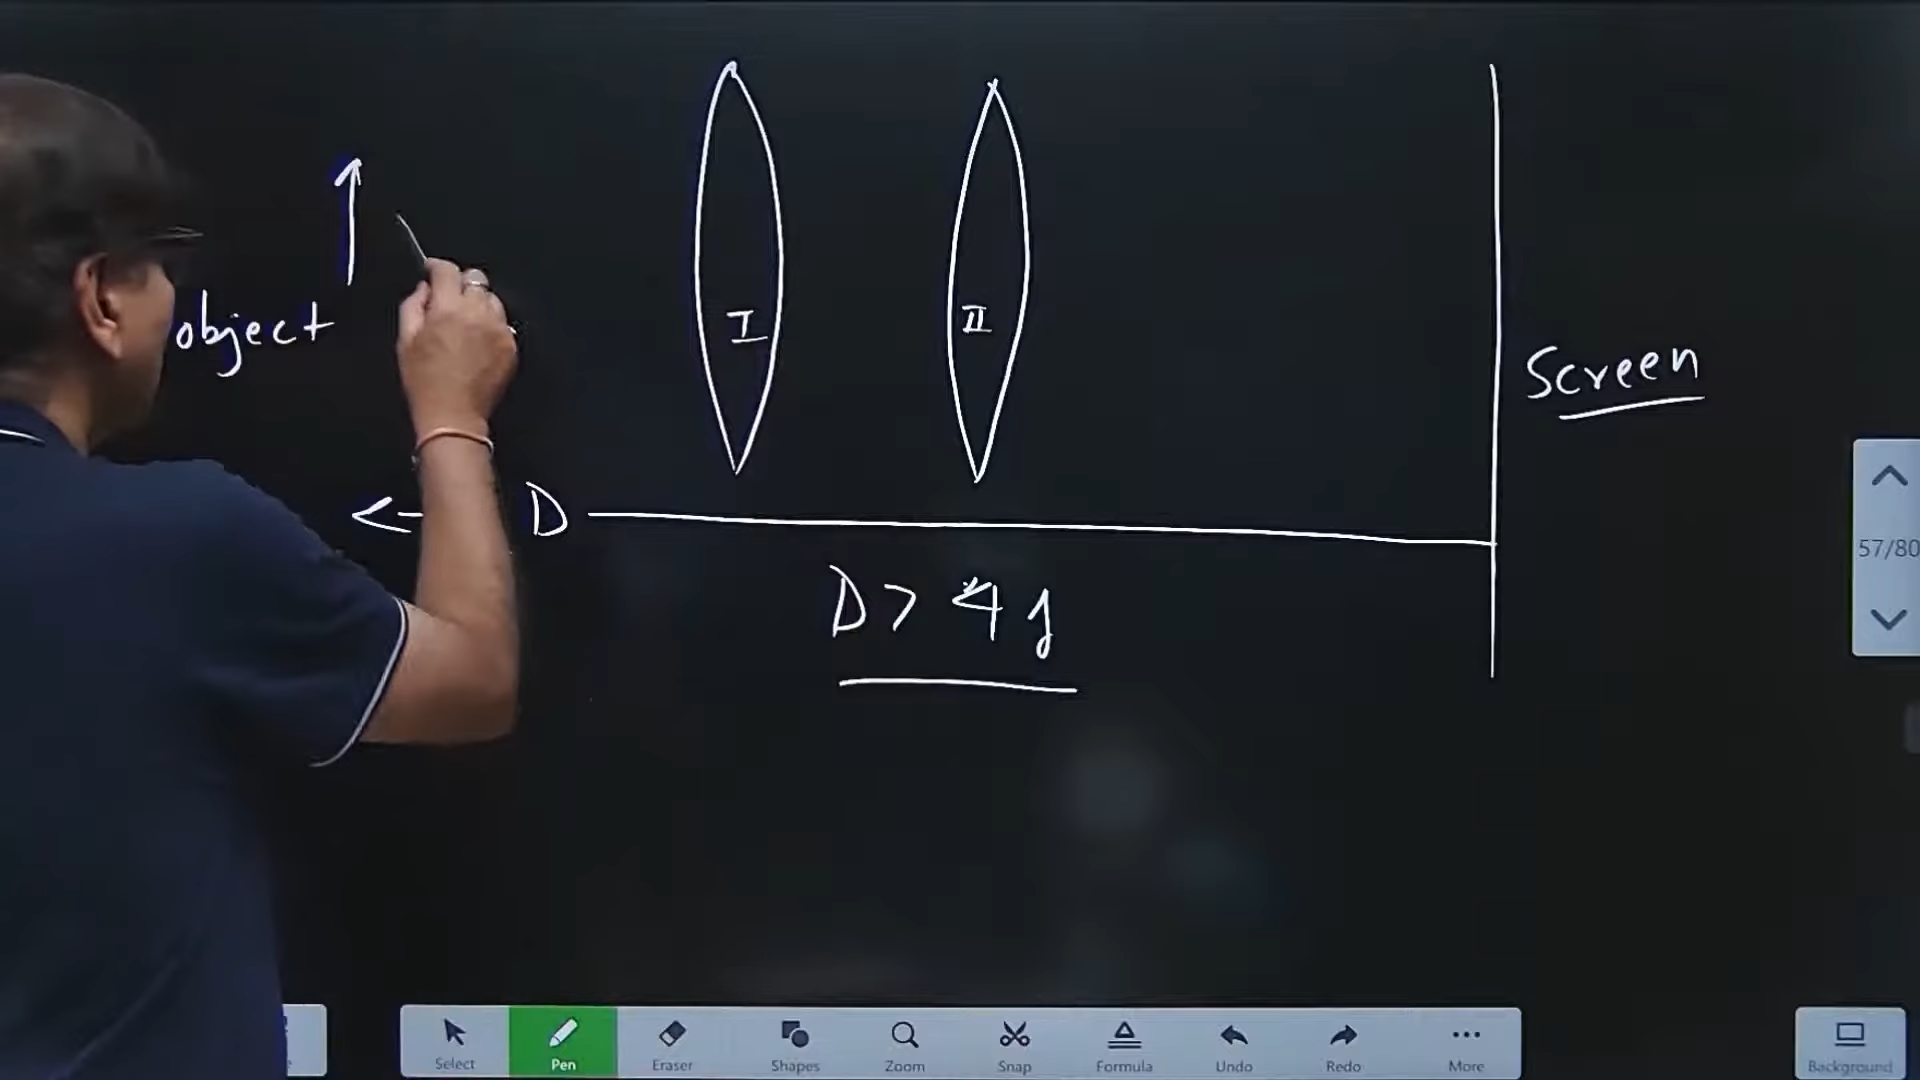 I
II
object
Screen
D
D > 4f
57/80
Select
Pen
Eraser
Shapes
Zoom
Snap
Formula
Undo
Redo
More
Background